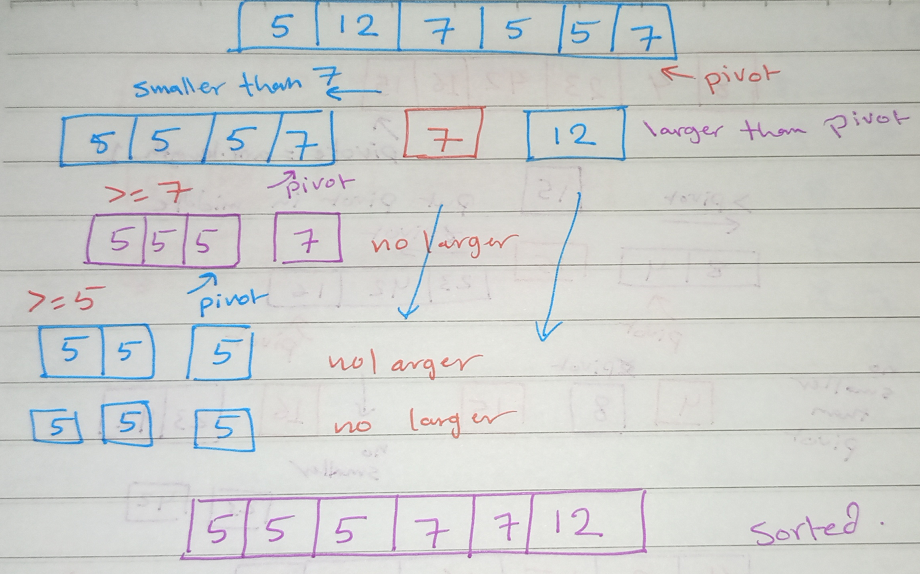 5 12 7 5 5 7
← pivot
smaller than 7 ←
5 5 5 7 7 12 larger than pivot
>= 7 pivot
5 5 5 7 no larger
>= 5 pivot
5 5 5 no larger
5 5 5 no larger
5 5 5 7 7 12 sorted.